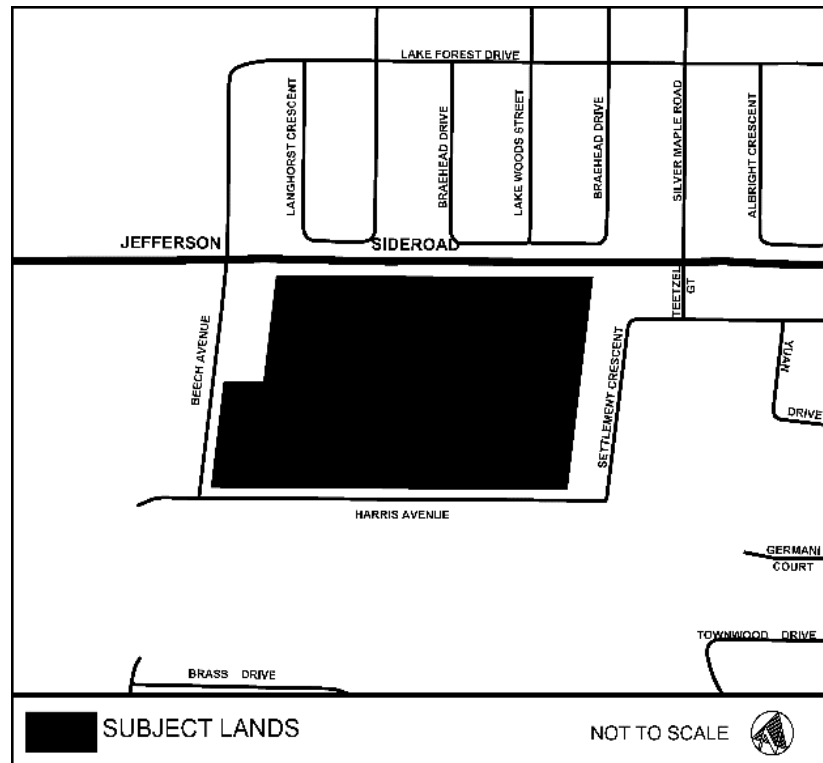 LAKE FOREST DRIVE
LANGHORST CRESCENT
BRAEHEAD DRIVE
LAKE WOODS STREET
BRAEHEAD DRIVE
SILVER MAPLE ROAD
ALBRIGHT CRESCENT
JEFFERSON SIDEROAD
TEETZEL
GT
BEECH AVENUE
SETTLEMENT CRESCENT
YUAN
DRIVE
HARRIS AVENUE
GERMANI
COURT
TOWNWOOD DRIVE
BRASS DRIVE
SUBJECT LANDS
NOT TO SCALE